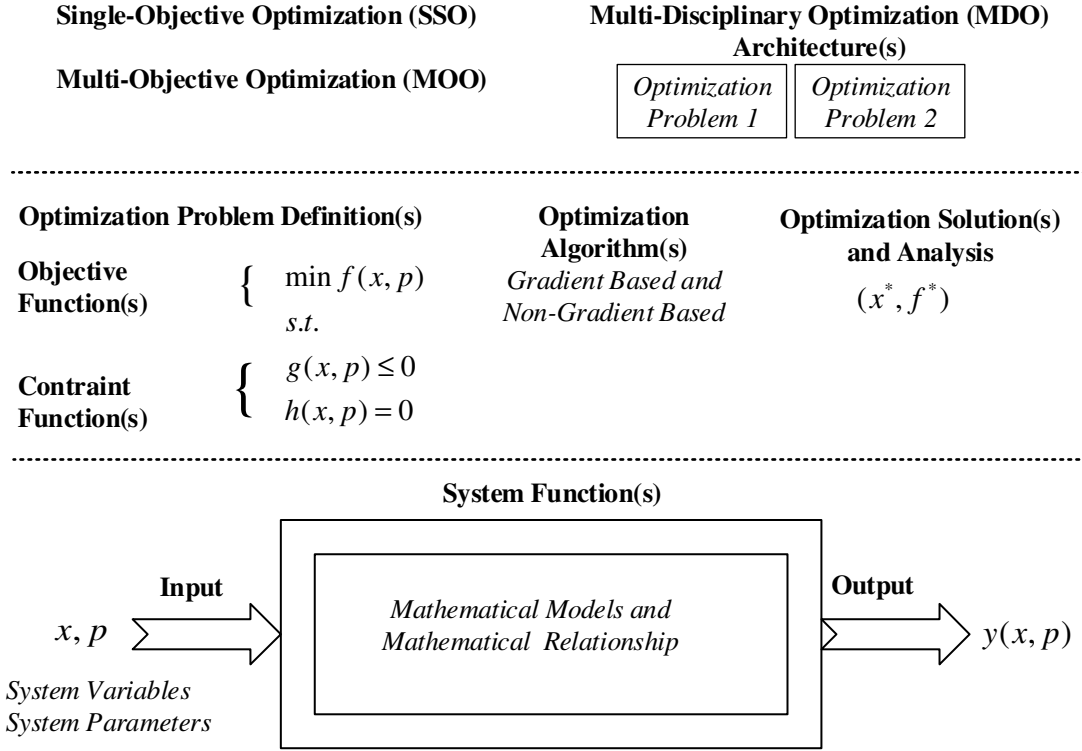 Single-Objective Optimization (SSO)
Multi-Objective Optimization (MOO)
Multi-Disciplinary Optimization (MDO)
Architecture(s)
Optimization
Problem 1
Optimization
Problem 2
Optimization Problem Definition(s)
Objective
Function(s)
{ min f(x, p)
s.t.
Contraint
Function(s)
{ g(x, p) ≤ 0
h(x, p) = 0
Optimization
Algorithm(s)
Gradient Based and
Non-Gradient Based
Optimization Solution(s)
and Analysis
(x*, f*)
System Function(s)
Input
x, p
System Variables
System Parameters
Mathematical Models and
Mathematical Relationship
Output
y(x, p)